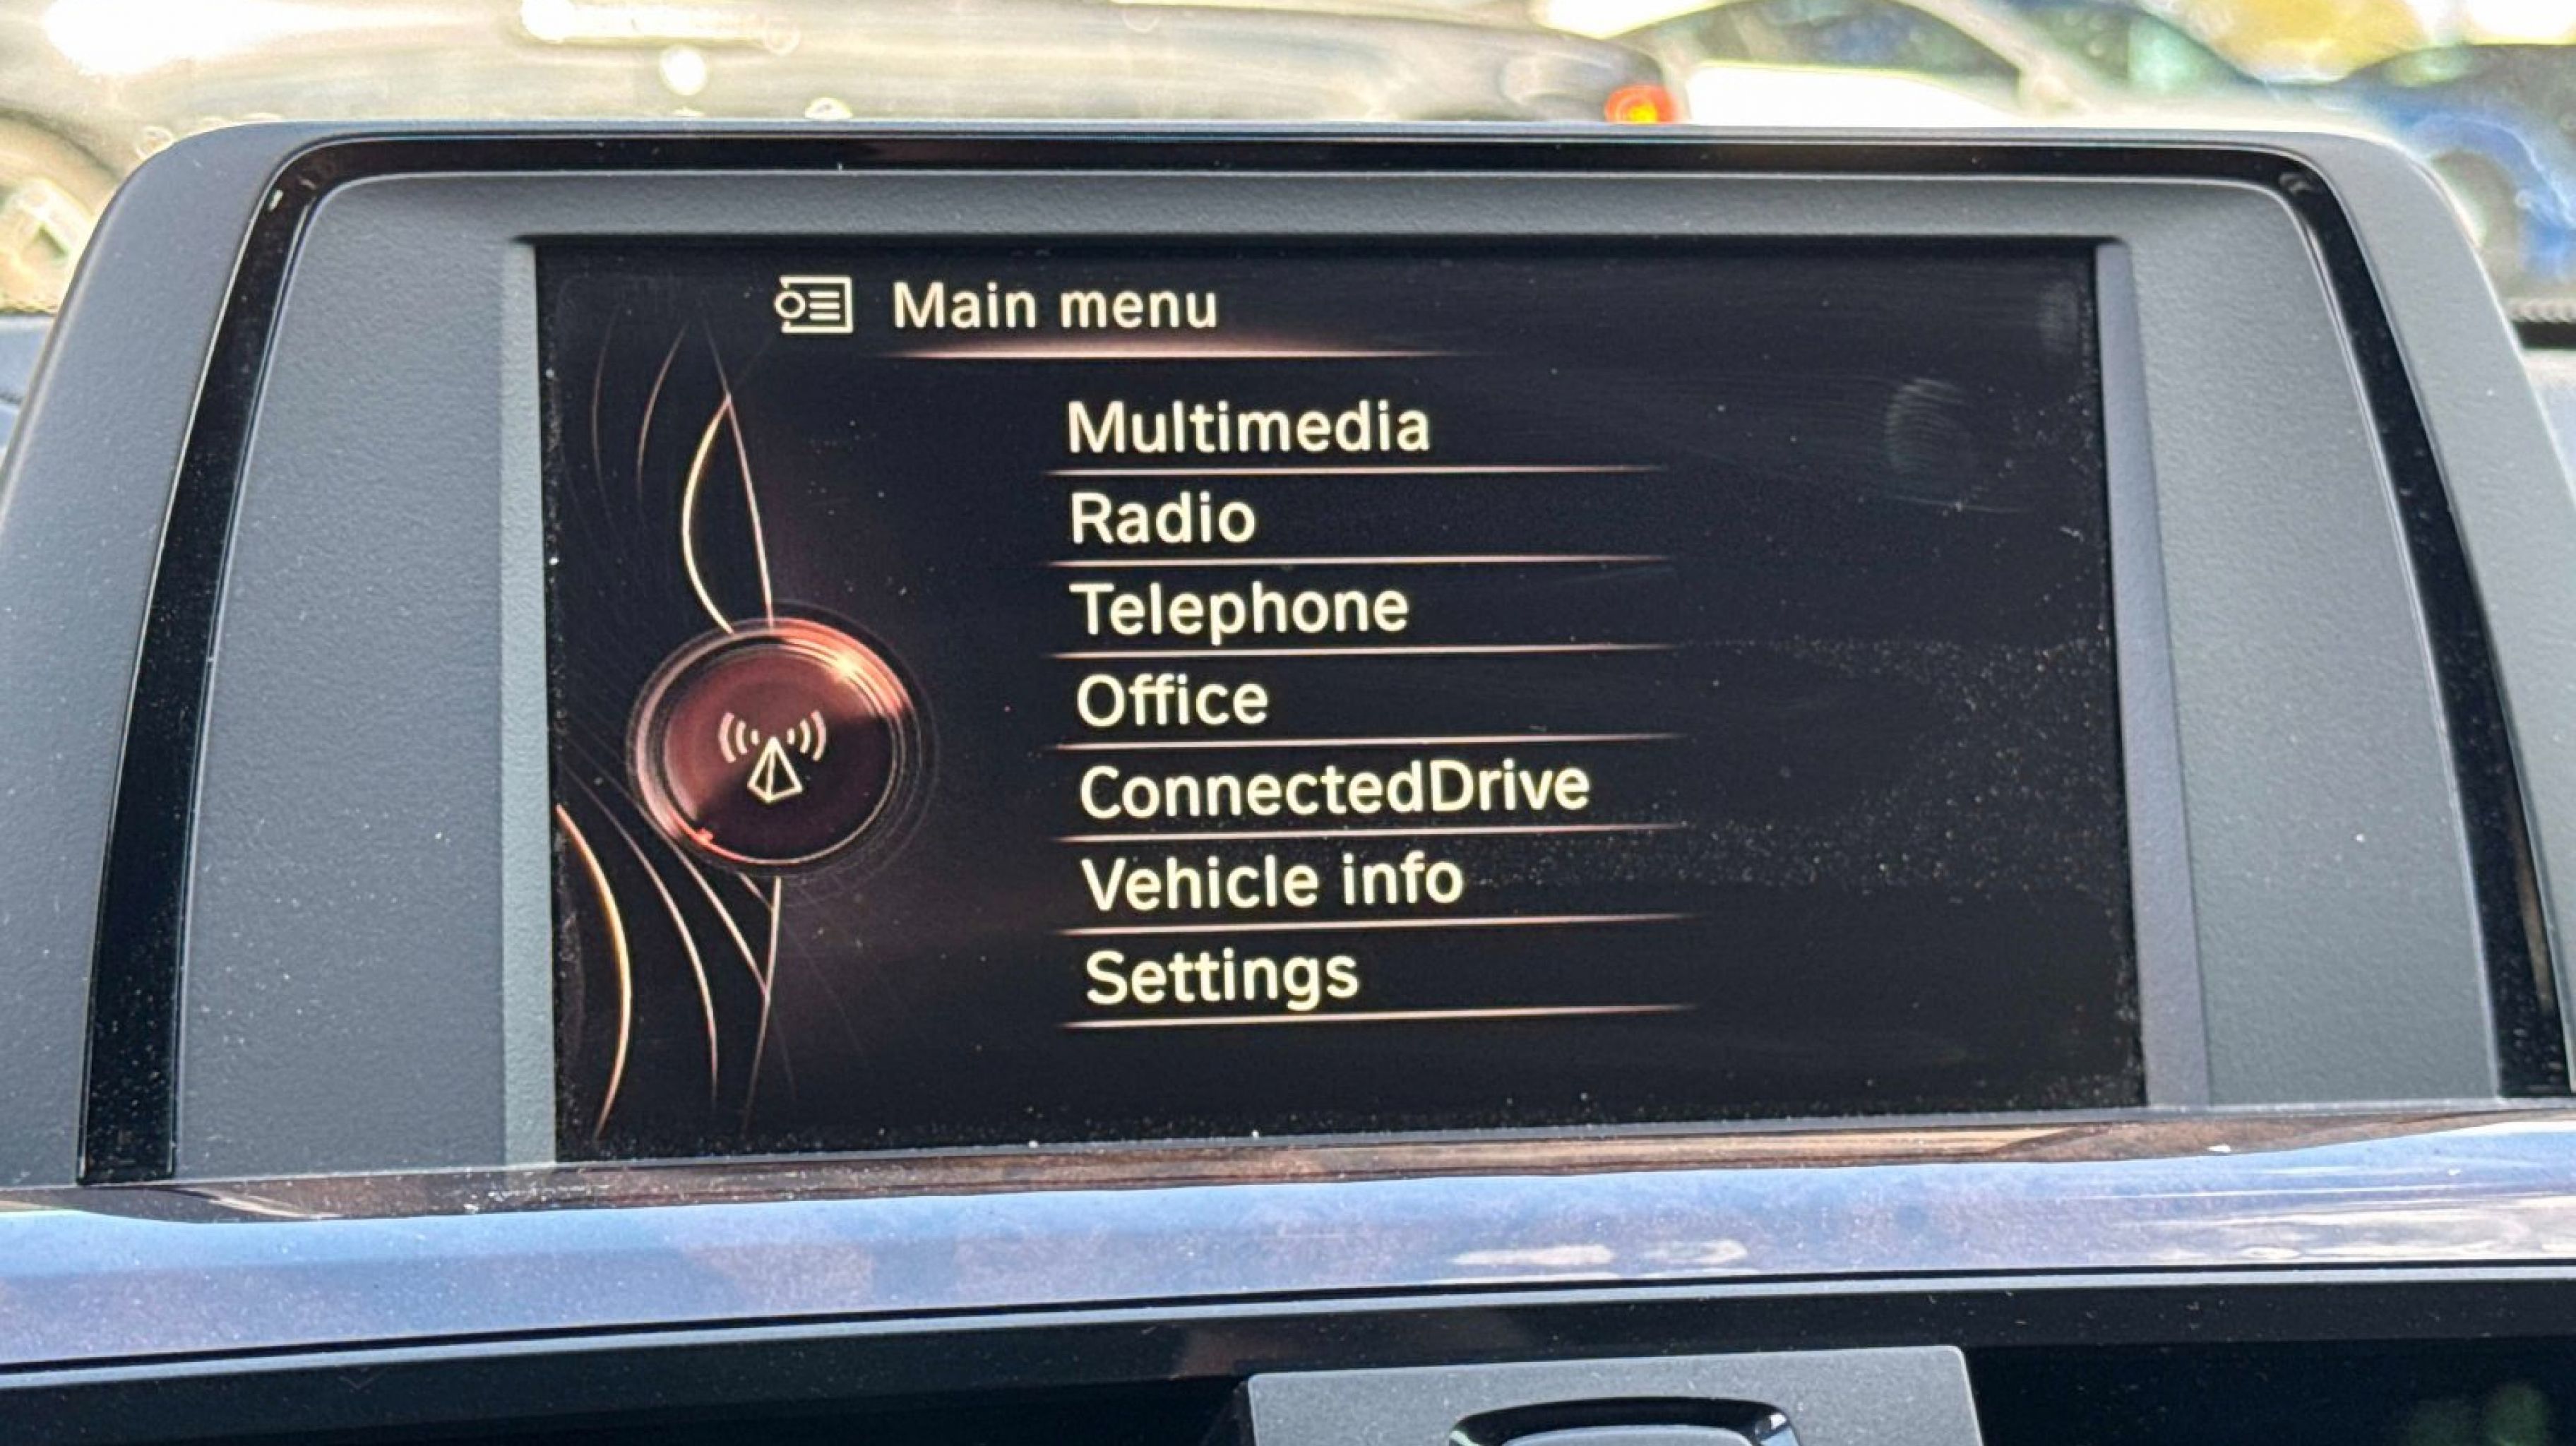 Main menu
Multimedia
Radio
Telephone
Office
ConnectedDrive
Vehicle info
Settings